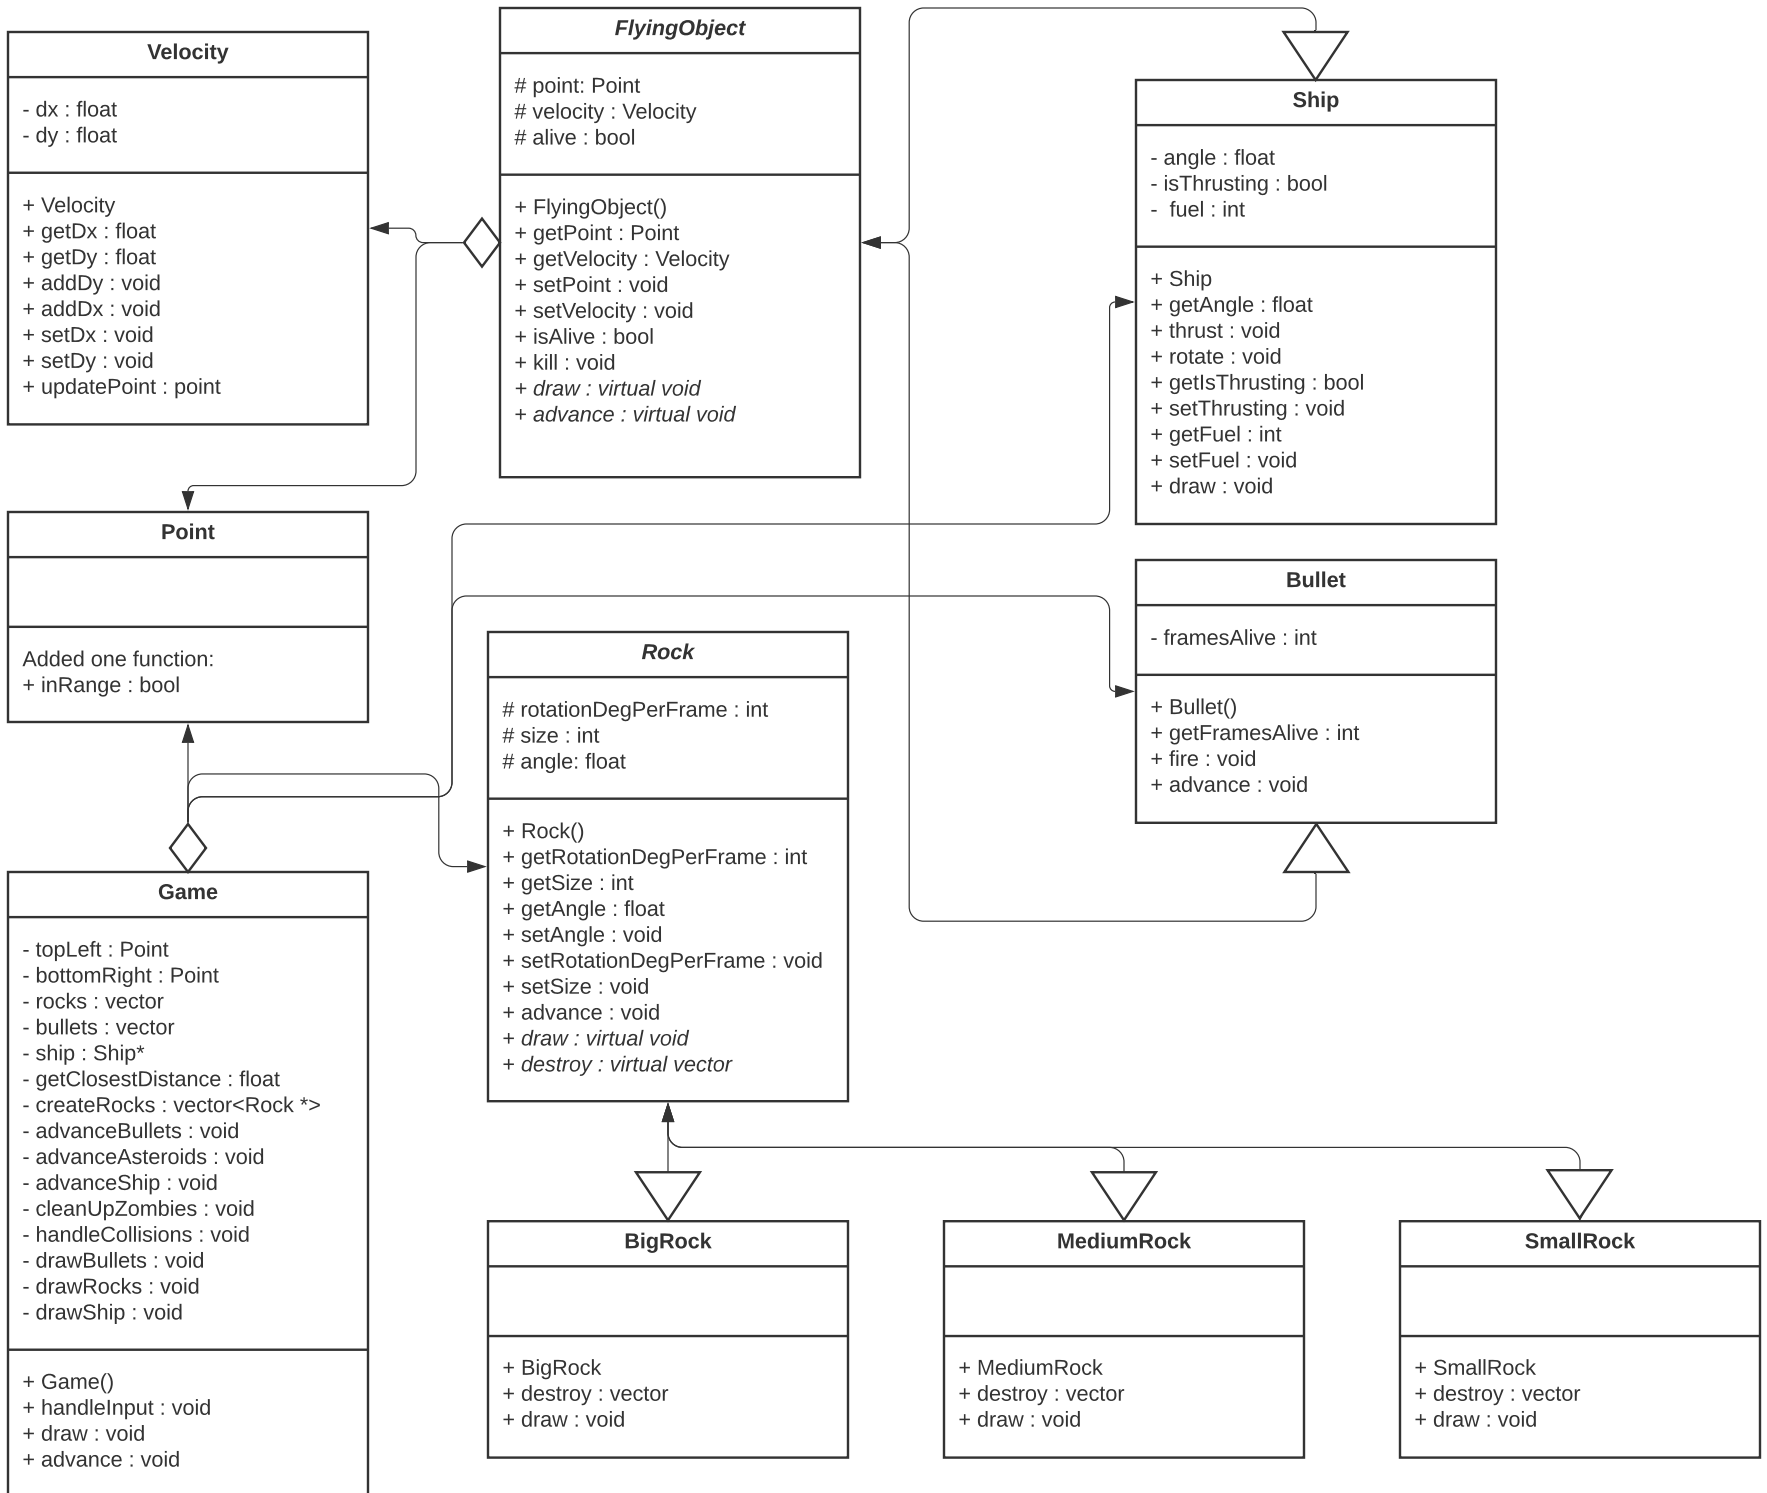 Velocity
- dx : float
- dy : float
+ Velocity
+ getDx : float
+ getDy : float
+ addDy : void
+ addDx : void
+ setDx : void
+ setDy : void
+ updatePoint : point
FlyingObject
# point: Point
# velocity : Velocity
# alive : bool
+ FlyingObject()
+ getPoint : Point
+ getVelocity : Velocity
+ setPoint : void
+ setVelocity : void
+ isAlive : bool
+ kill : void
+ draw : virtual void
+ advance : virtual void
Ship
- angle : float
- isThrusting : bool
-  fuel : int
+ Ship
+ getAngle : float
+ thrust : void
+ rotate : void
+ getIsThrusting : bool
+ setThrusting : void
+ getFuel : int
+ setFuel : void
+ draw : void
Point
Added one function:
+ inRange : bool
Rock
# rotationDegPerFrame : int
# size : int
# angle: float
+ Rock()
+ getRotationDegPerFrame : int
+ getSize : int
+ getAngle : float
+ setAngle : void
+ setRotationDegPerFrame : void
+ setSize : void
+ advance : void
+ draw : virtual void
+ destroy : virtual vector
Bullet
- framesAlive : int
+ Bullet()
+ getFramesAlive : int
+ fire : void
+ advance : void
Game
- topLeft : Point
- bottomRight : Point
- rocks : vector
- bullets : vector
- ship : Ship*
- getClosestDistance : float
- createRocks : vector<Rock *>
- advanceBullets : void
- advanceAsteroids : void
- advanceShip : void
- cleanUpZombies : void
- handleCollisions : void
- drawBullets : void
- drawRocks : void
- drawShip : void
+ Game()
+ handleInput : void
+ draw : void
+ advance : void
BigRock
+ BigRock
+ destroy : vector
+ draw : void
MediumRock
+ MediumRock
+ destroy : vector
+ draw : void
SmallRock
+ SmallRock
+ destroy : vector
+ draw : void